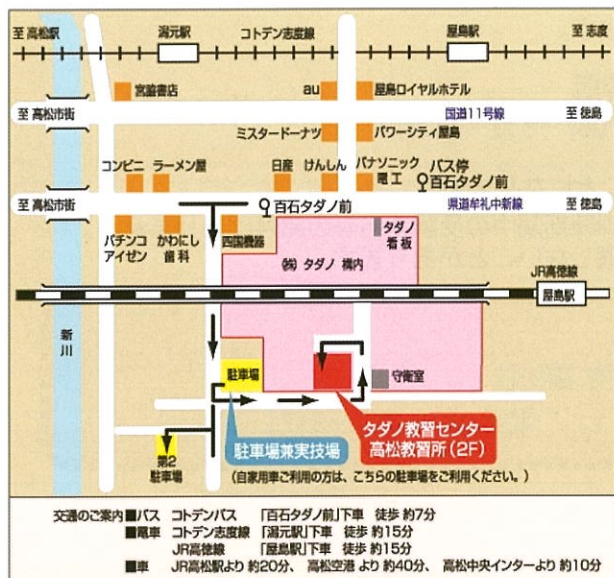 至 高松駅
潟元駅
コトデン志度線
屋島駅
至 志度
宮脇書店
au
屋島ロイヤルホテル
至 高松市街
国道11号線
至 徳島
ミスタードーナツ
パワーシティ屋島
コンビニ
ラーメン屋
日産
けんしん
パナソニック
電工
バス停
百石タダノ前
至 高松市街
百石タダノ前
県道牟礼中新線
至 徳島
パチンコ
アイゼン
かわにし
歯科
四国機器
タダノ
看板
㈱ タダノ 構内
JR高徳線
屋島駅
新川
駐車場
守衛室
第2
駐車場
駐車場兼実技場
タダノ教習センター
高松教習所(2F)
(自家用車ご利用の方は、こちらの駐車場をご利用ください。)
交通のご案内 ■バス コトデンバス 「百石タダノ前」下車 徒歩 約7分
■電車 コトデン志度線 「潟元駅」下車 徒歩 約15分
JR高徳線 「屋島駅」下車 徒歩 約15分
■車 JR高松駅より 約20分、 高松空港 より 約40分、 高松中央インターより 約10分